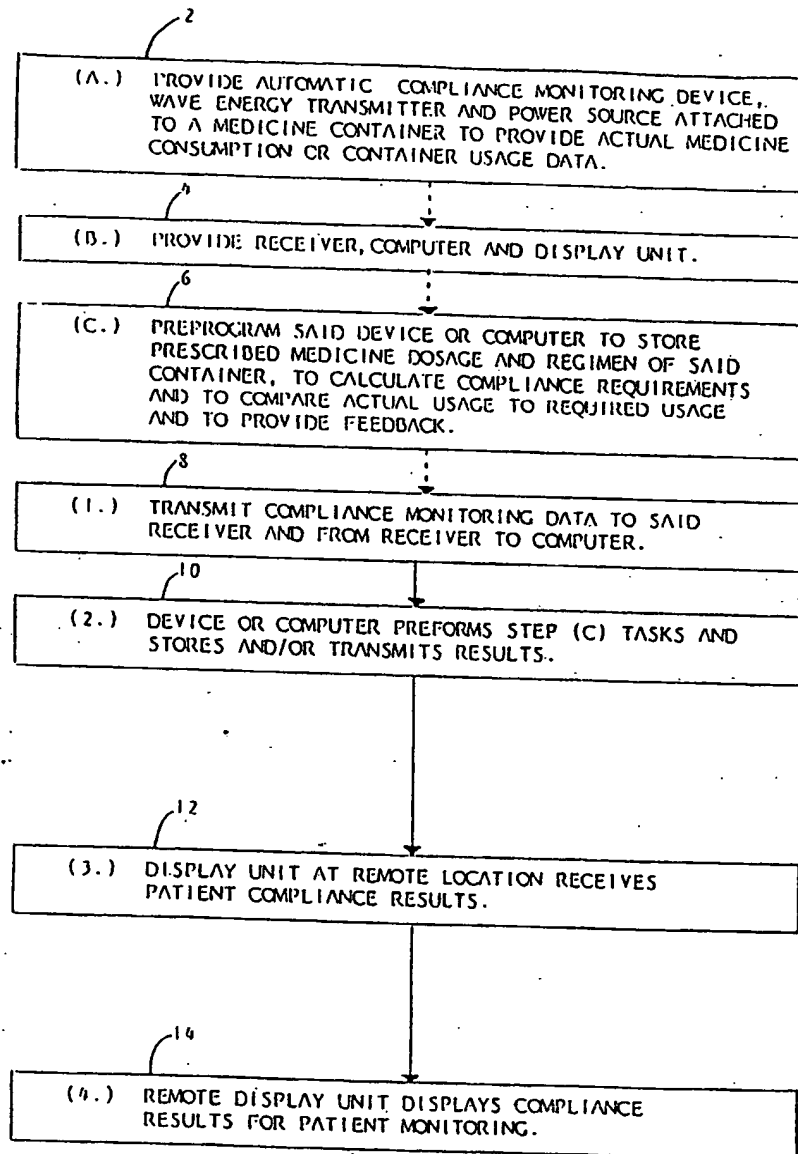 2
(A.) PROVIDE AUTOMATIC COMPLIANCE MONITORING DEVICE,
WAVE ENERGY TRANSMITTER AND POWER SOURCE ATTACHED
TO A MEDICINE CONTAINER TO PROVIDE ACTUAL MEDICINE
CONSUMPTION OR CONTAINER USAGE DATA.
4
(B.) PROVIDE RECEIVER, COMPUTER AND DISPLAY UNIT.
6
(C.) PREPROGRAM SAID DEVICE OR COMPUTER TO STORE
PRESCRIBED MEDICINE DOSAGE AND REGIMEN OF SAID
CONTAINER, TO CALCULATE COMPLIANCE REQUIREMENTS
AND TO COMPARE ACTUAL USAGE TO REQUIRED USAGE
AND TO PROVIDE FEEDBACK.
8
(1.) TRANSMIT COMPLIANCE MONITORING DATA TO SAID
RECEIVER AND FROM RECEIVER TO COMPUTER.
10
(2.) DEVICE OR COMPUTER PREFORMS STEP (C) TASKS AND
STORES AND/OR TRANSMITS RESULTS.
12
(3.) DISPLAY UNIT AT REMOTE LOCATION RECEIVES
PATIENT COMPLIANCE RESULTS.
14
(4.) REMOTE DISPLAY UNIT DISPLAYS COMPLIANCE
RESULTS FOR PATIENT MONITORING.